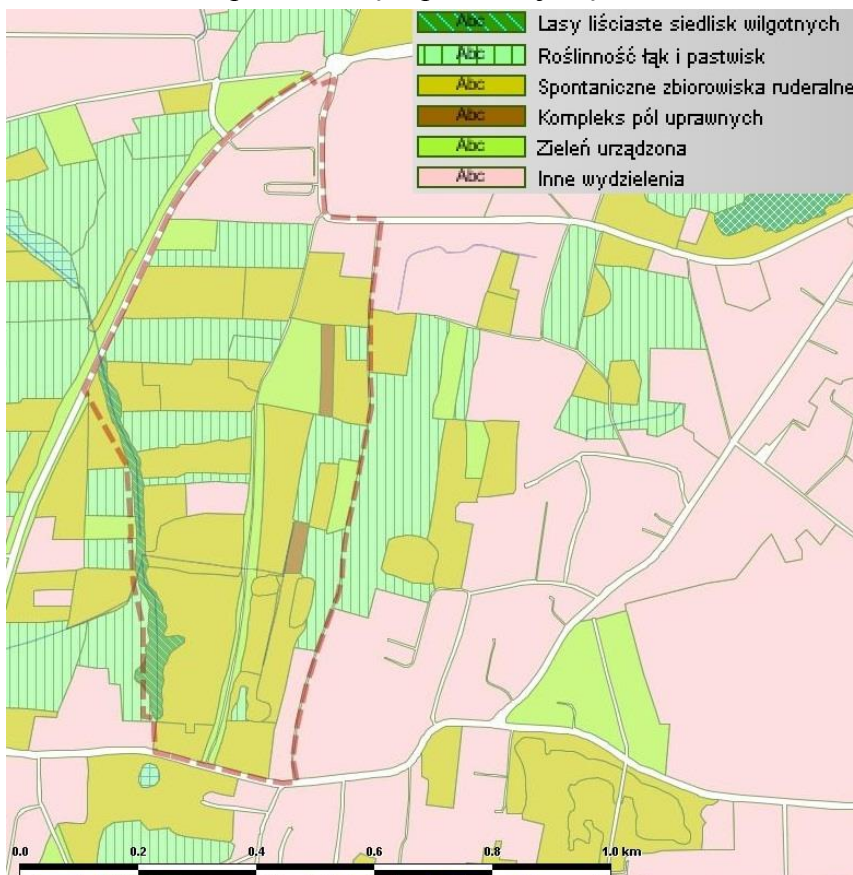 Abc Lasy liściaste siedlisk wilgotnych
Abc Roślinność łąk i pastwisk
Abc Spontaniczne zbiorowiska ruderalne
Abc Kompleks pól uprawnych
Abc Zieleń urządzona
Abc Inne wydzielenia
0.0 0.2 0.4 0.6 0.8 1.0 km